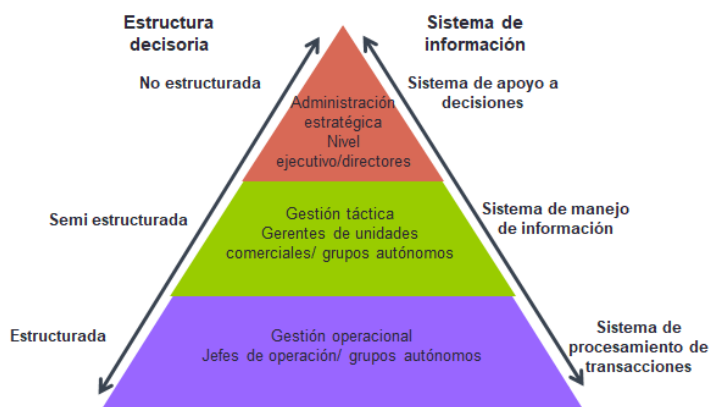 Estructura
decisoria
Sistema de
información
No estructurada
Sistema de apoyo a
decisiones
Administración
estratégica
Nivel
ejecutivo/directores
Semi estructurada
Gestión táctica
Gerentes de unidades
comerciales/ grupos autónomos
Sistema de manejo
de información
Estructurada
Gestión operacional
Jefes de operación/ grupos autónomos
Sistema de
procesamiento de
transacciones